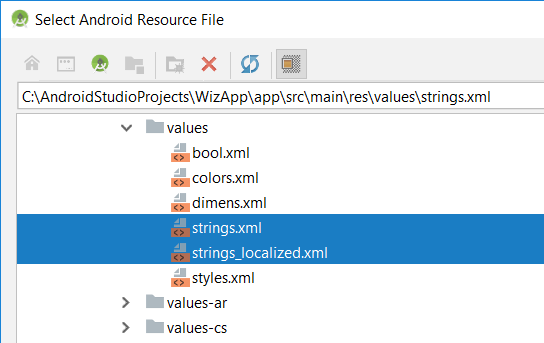 Select Android Resource File
C:\AndroidStudioProjects\WizApp\app\src\main\res\values\strings.xml
values
bool.xml
colors.xml
dimens.xml
strings.xml
strings_localized.xml
styles.xml
values-ar
values-cs